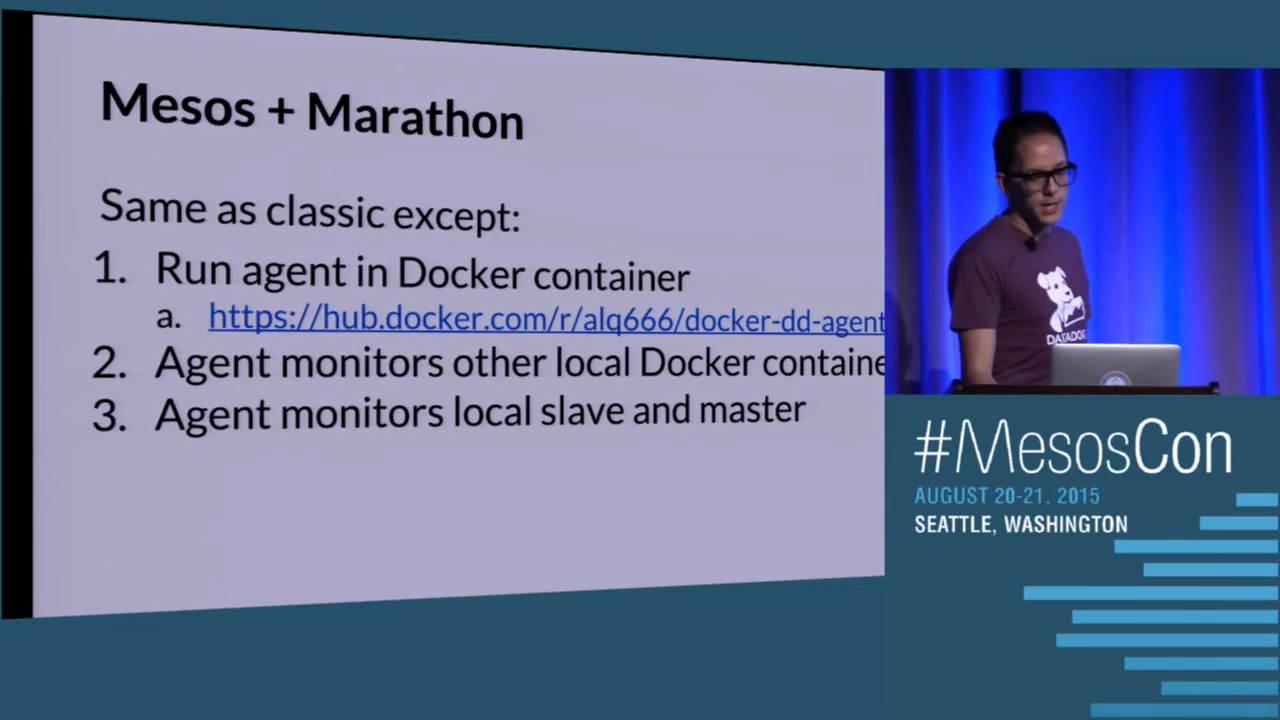 Mesos + Marathon
Same as classic except:
1. Run agent in Docker container
a. https://hub.docker.com/r/alq666/docker-dd-agent
2. Agent monitors other local Docker containe
3. Agent monitors local slave and master
DATADOG
#MesosCon
AUGUST 20-21, 2015
SEATTLE, WASHINGTON